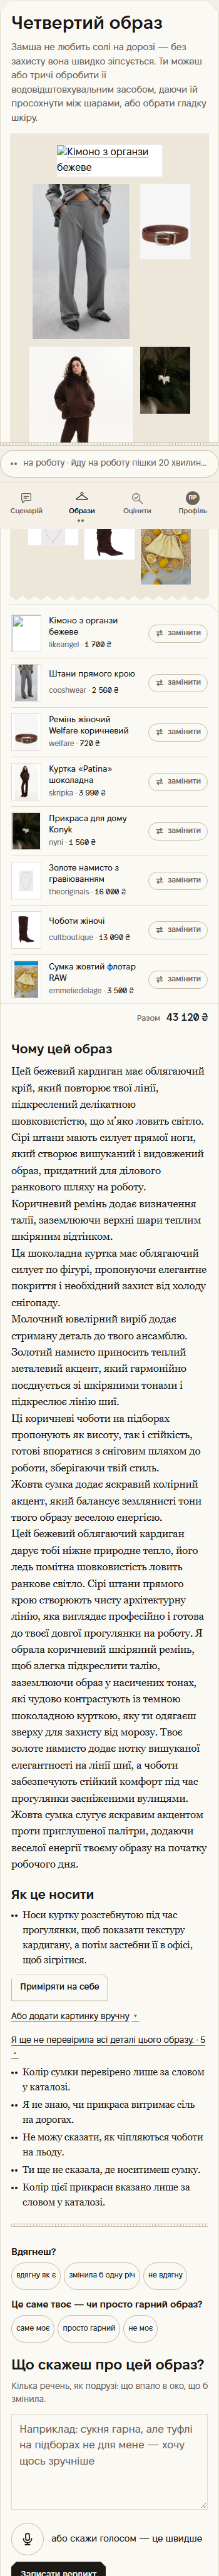 Четвертий образ
Замша не любить солі на дорозі — без
захисту вона швидко зіпсується. Ти можеш
або тричі обробити її
водовідштовхувальним засобом, даючи їй
просохнути між шарами, або обрати гладку
шкіру.
Кімоно з органзи
бежеве
на роботу · йду на роботу пішки 20 хвилин...
ПР
Сценарій
Образи
Оцінити
Профіль
Кімоно з органзи
бежеве
likeangel · 1 700 ₴
замінити
Штани прямого крою
cooshwear · 2 560 ₴
замінити
Ремінь жіночий
Welfare коричневий
welfare · 720 ₴
замінити
Куртка «Patina»
шоколадна
skripka · 3 990 ₴
замінити
Прикраса для дому
Konyk
nyni · 1 560 ₴
замінити
Золоте намисто з
гравіюванням
theoriginals · 16 000 ₴
замінити
Чоботи жіночі
cultboutique · 13 090 ₴
замінити
Сумка жовтий флотар
RAW
emmeliedelage · 3 500 ₴
замінити
Разом 43 120 ₴
Чому цей образ
Цей бежевий кардиган має облягаючий
крій, який повторює твої лінії,
підкреслений делікатною
шовковистістю, що м’яко ловить світло.
Сірі штани мають силует прямої ноги,
який створює вишуканий і видовжений
образ, придатний для ділового
ранкового шляху на роботу.
Коричневий ремінь додає визначення
талії, заземлюючи верхні шари теплим
шкіряним відтінком.
Ця шоколадна куртка має облягаючий
силует по фігурі, пропонуючи елегантне
покриття і необхідний захист від холоду
снігопаду.
Молочний ювелірний виріб додає
стриману деталь до твого ансамблю.
Золотий намисто приносить теплий
металевий акцент, який гармонійно
поєднується зі шкіряними тонами і
підкреслює лінію шиї.
Ці коричневі чоботи на підборах
пропонують як висоту, так і стійкість,
готові впоратися з сніговим шляхом до
роботи, зберігаючи твій стиль.
Жовта сумка додає яскравий колірний
акцент, який балансує землянисті тони
твого образу веселою енергією.
Цей бежевий облягаючий кардиган
дарує тобі ніжне природне тепло, його
ледь помітна шовковистість ловить
ранкове світло. Сірі штани прямого
крою створюють чисту архітектурну
лінію, яка виглядає професійно і готова
до твоєї довгої прогулянки на роботу. Я
обрала коричневий шкіряний ремінь,
щоб злегка підкреслити талію,
заземлюючи образ у насичених тонах,
які чудово контрастують із темною
шоколадною курткою, яку ти одягаєш
зверху для захисту від морозу. Твоє
золоте намисто додає нотку вишуканої
елегантності на лінії шиї, а чоботи
забезпечують стійкий комфорт під час
прогулянки засніженими вулицями.
Жовта сумка слугує яскравим акцентом
проти приглушеної палітри, додаючи
веселої енергії твоєму образу на початку
робочого дня.
Як це носити
Носи куртку розстебнутою під час
прогулянки, щоб показати текстуру
кардигану, а потім застебни її в офісі,
щоб зігрітися.
Приміряти на себе
Або додати картинку вручну
Я ще не перевірила всі деталі цього образу. · 5
Колір сумки перевірено лише за словом
у каталозі.
Я не знаю, чи прикраса витримає сіль
на дорогах.
Не можу сказати, як чіпляються чоботи
на льоду.
Ти ще не сказала, де носитимеш сумку.
Колір цієї прикраси вказано лише за
словом у каталозі.
Вдягнеш?
вдягну як є
змінила б одну річ
не вдягну
Це саме твоє — чи просто гарний образ?
саме моє
просто гарний
не моє
Що скажеш про цей образ?
Кілька речень, як подрузі: що впало в око, що б
змінила.
Наприклад: сукня гарна, але туфлі
на підборах не для мене — хочу
щось зручніше
або скажи голосом — це швидше
Записати вердикт